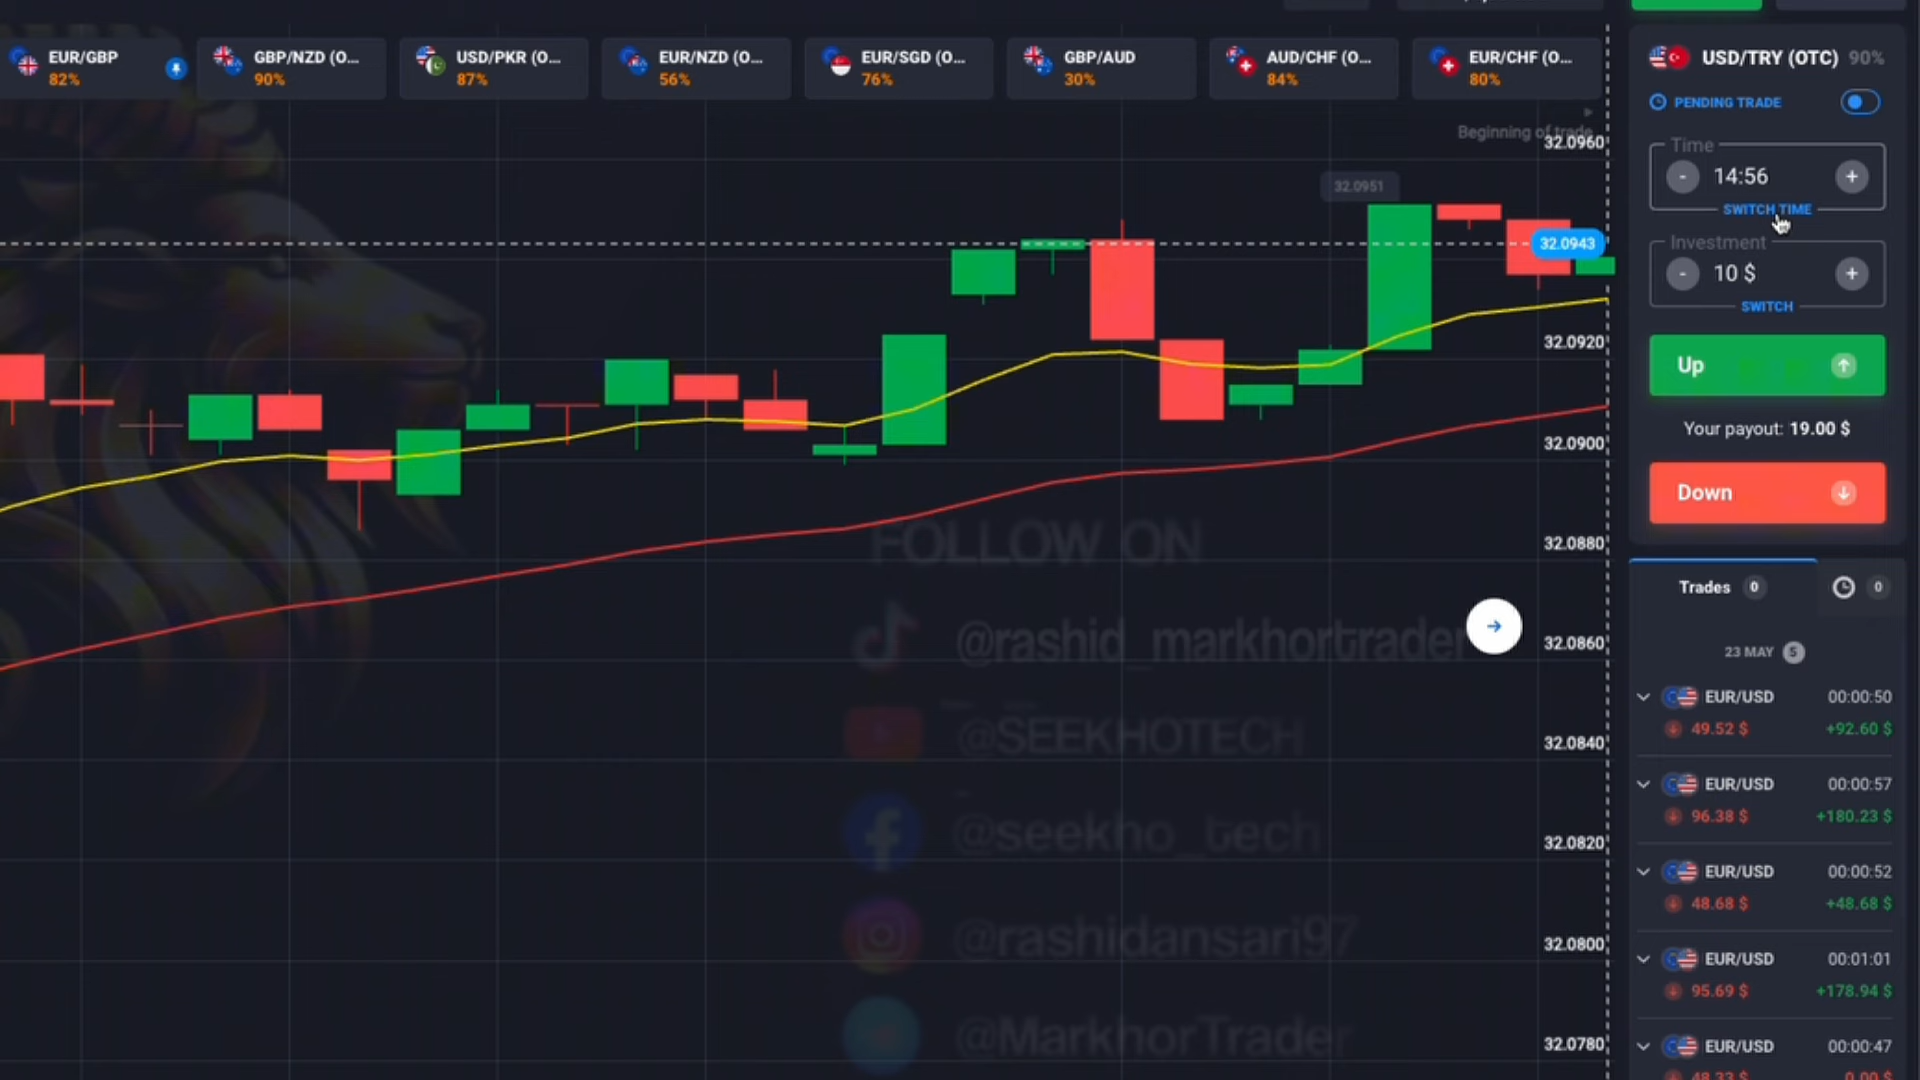 EUR/GBP
82%
GBP/NZD (O...
90%
USD/PKR (O...
87%
EUR/NZD (O...
56%
EUR/SGD (O...
76%
GBP/AUD
30%
AUD/CHF (O...
84%
EUR/CHF (O...
80%
USD/TRY (OTC) 90%
PENDING TRADE
Beginning of trade
32.0960
32.0951
32.0943
32.0920
32.0900
32.0880
32.0860
32.0840
32.0820
32.0800
32.0780
Time
- 14:56 +
SWITCH TIME
Investment
- 10 $ +
SWITCH
Up
Your payout: 19.00 $
Down
FOLLOW ON
@rashid_markhortrader
@SEEKHOTECH
@seekho_tech
@rashidansari97
@MarkhorTrader
Trades 0
0
23 MAY 5
EUR/USD 00:00:50
49.52 $ +92.60 $
EUR/USD 00:00:57
96.38 $ +180.23 $
EUR/USD 00:00:52
48.68 $ +48.68 $
EUR/USD 00:01:01
95.69 $ +178.94 $
EUR/USD 00:00:47
48.33 $ 0.00 $